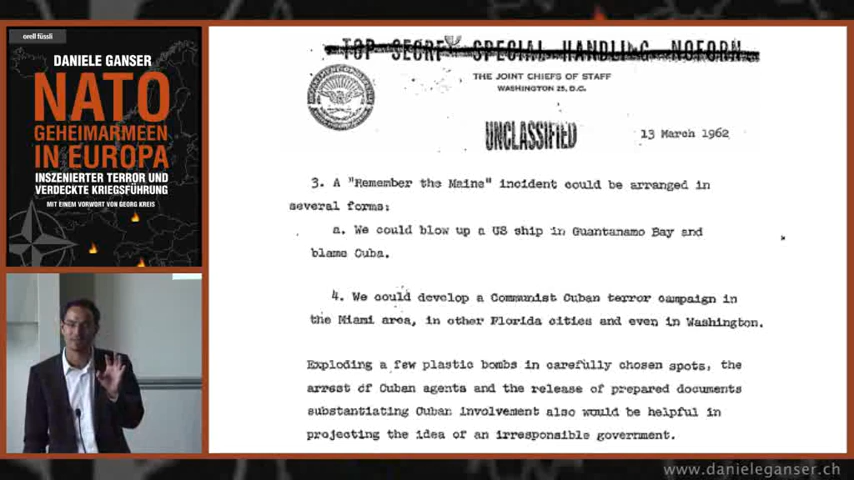 orell füssli
DANIELE GANSER
NATO
GEHEIMARMEEN
IN EUROPA
INSZENIERTER TERROR UND
VERDECKTE KRIEGSFÜHRUNG
MIT EINEM VORWORT VON GEORG KREIS
TOP SECRET SPECIAL HANDLING NOFORN
THE JOINT CHIEFS OF STAFF
WASHINGTON 25, D.C.
UNCLASSIFIED
13 March 1962
3. A "Remember the Maine" incident could be arranged in
several forms:
a. We could blow up a US ship in Guantanamo Bay and
blame Cuba.
4. We could develop a Communist Cuban terror campaign in
the Miami area, in other Florida cities and even in Washington.
Exploding a few plastic bombs in carefully chosen spots, the
arrest of Cuban agents and the release of prepared documents
substantiating Cuban involvement also would be helpful in
projecting the idea of an irresponsible government.
www.danieleganser.ch